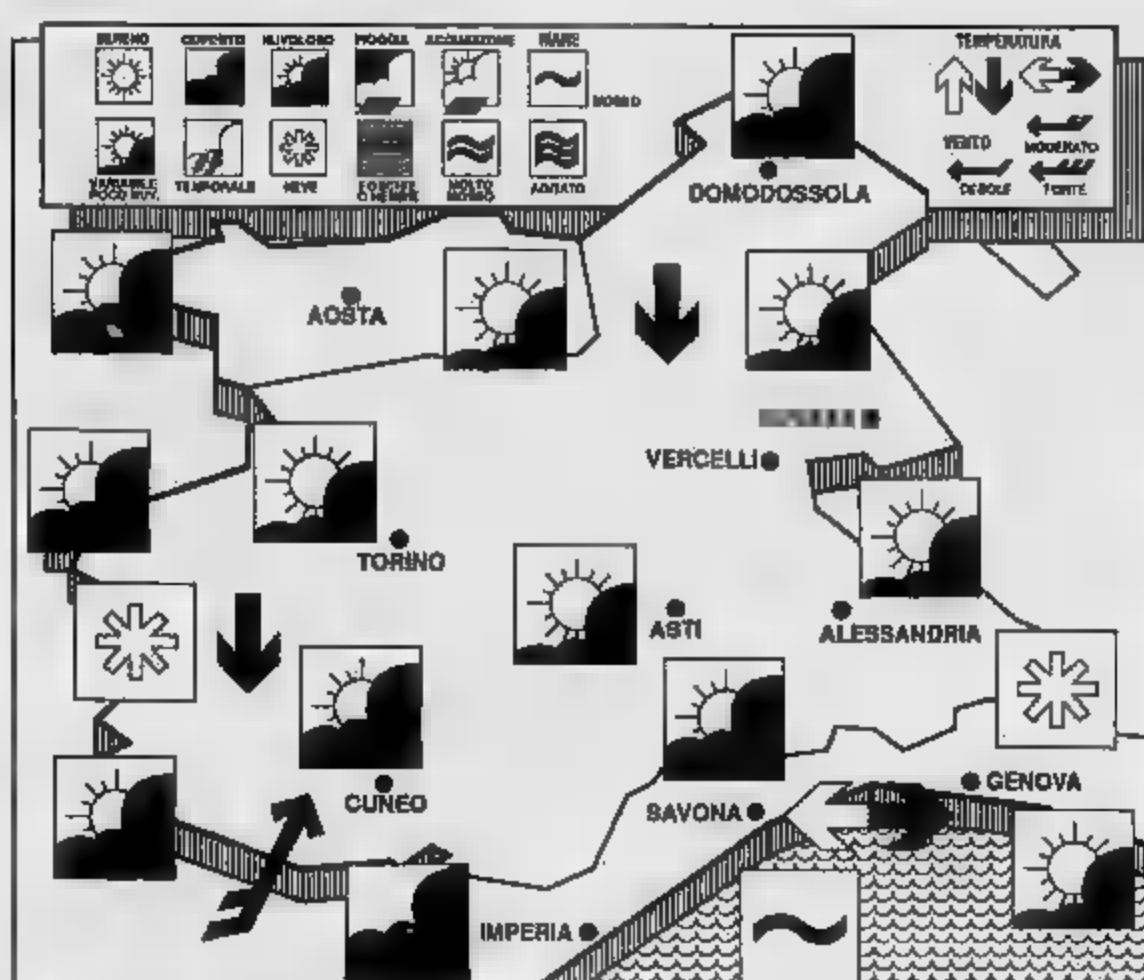 SERENO COPERTO NUVOLOSO PIOGGIA MARE
MOSSO
VARIABILE
POCO NUV.
TEMPORALE NEVE
MOLTO
MOSSO
AGITATO
TEMPERATURA
VENTO MODERATO
DEBOLE FORTE
DOMODOSSOLA
AOSTA
VERCELLI
TORINO
ASTI
ALESSANDRIA
CUNEO
SAVONA
GENOVA
IMPERIA